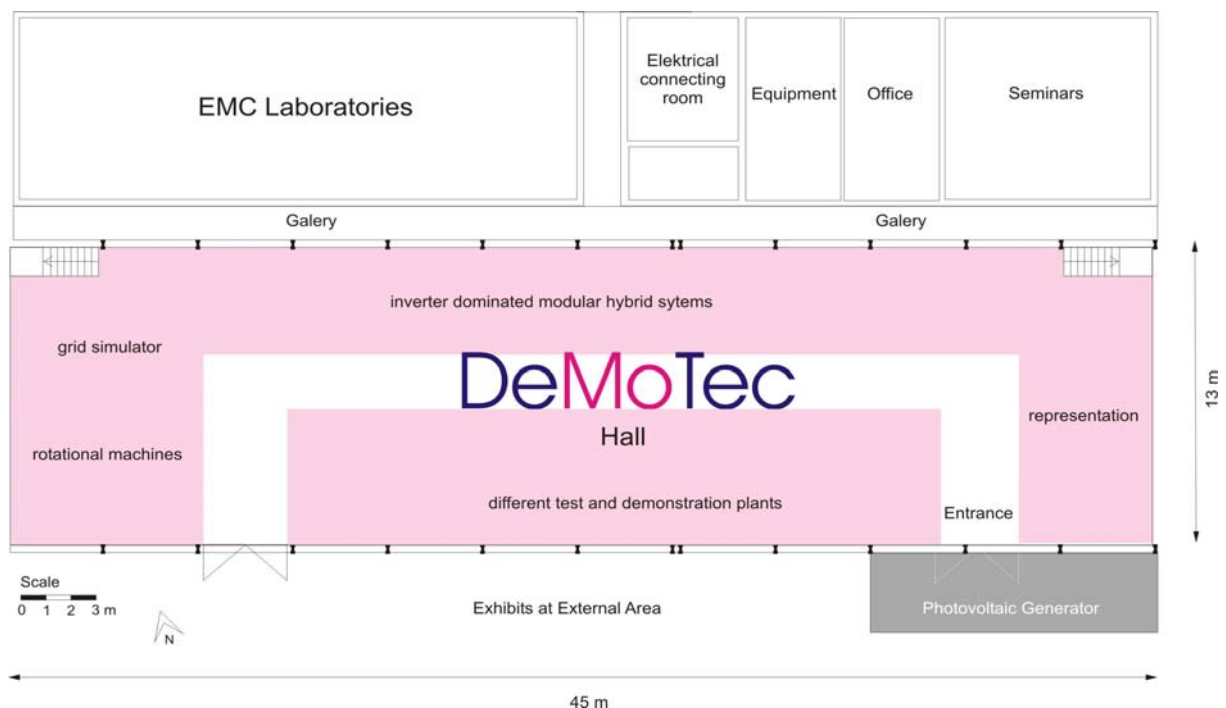 EMC Laboratories
Elektrical
connecting
room
Equipment
Office
Seminars
Galery
Galery
inverter dominated modular hybrid sytems
grid simulator
DeMoTec
Hall
representation
rotational machines
different test and demonstration plants
Entrance
13 m
Scale
0 1 2 3 m
N
Exhibits at External Area
Photovoltaic Generator
45 m